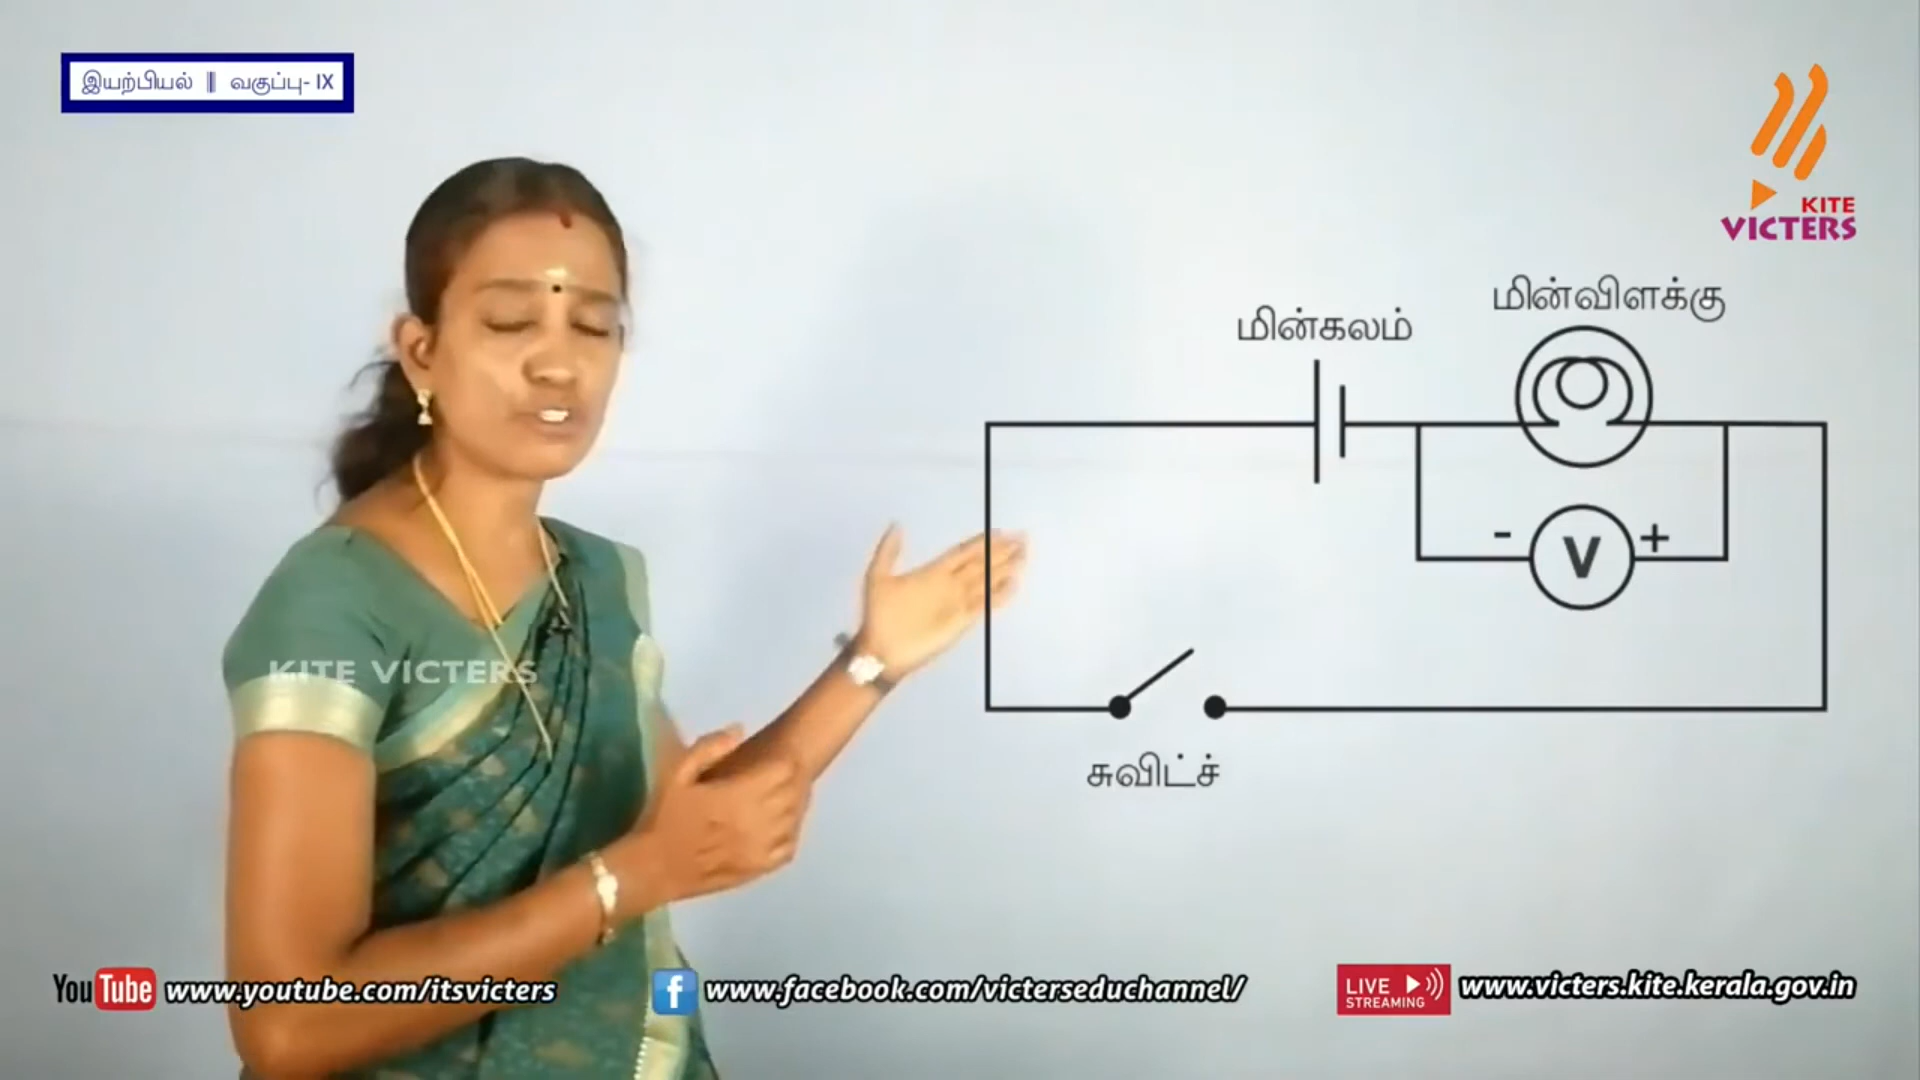 இயற்பியல் || வகுப்பு- IX
KITE
VICTERS
மின்விளக்கு
மின்கலம்
- V +
KITE VICTERS
சுவிட்ச்
YouTube www.youtube.com/itsvicters
f www.facebook.com/victerseduchannel/
LIVE STREAMING www.victers.kite.kerala.gov.in